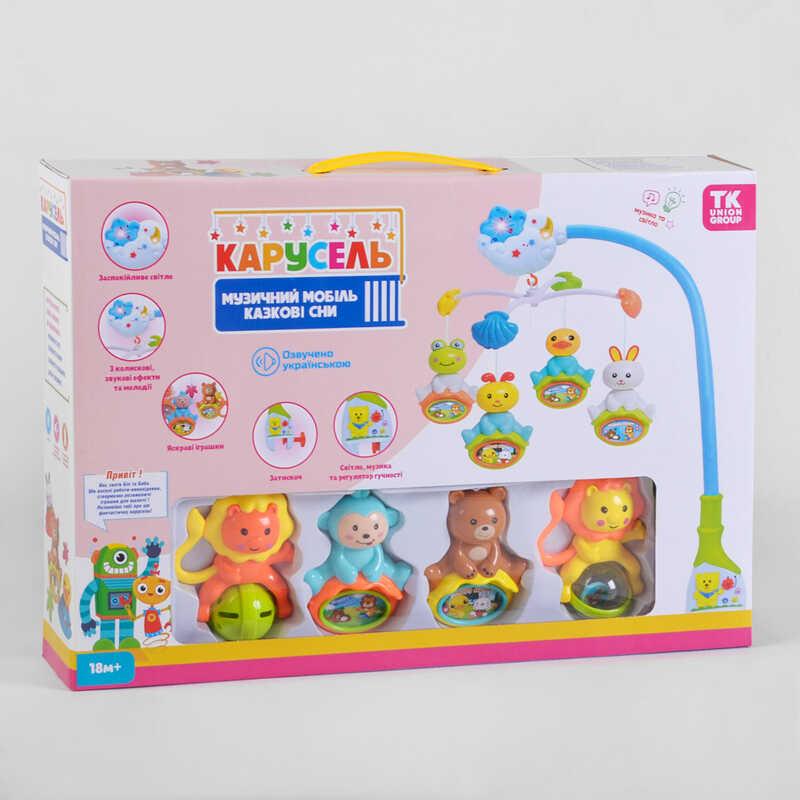 КАРУСЕЛЬ
МУЗИЧНИЙ МОБІЛЬ
КАЗКОВІ СНИ
Озвучено
українською
музика та
світло
TK
UNION
GROUP
Заспокійливе світло
З колискові,
звукові ефекти
та мелодії
Яскраві іграшки
Затискач
Світло, музика
та регулятор гучності
Привіт !
18м+
КАРУСЕЛЬ